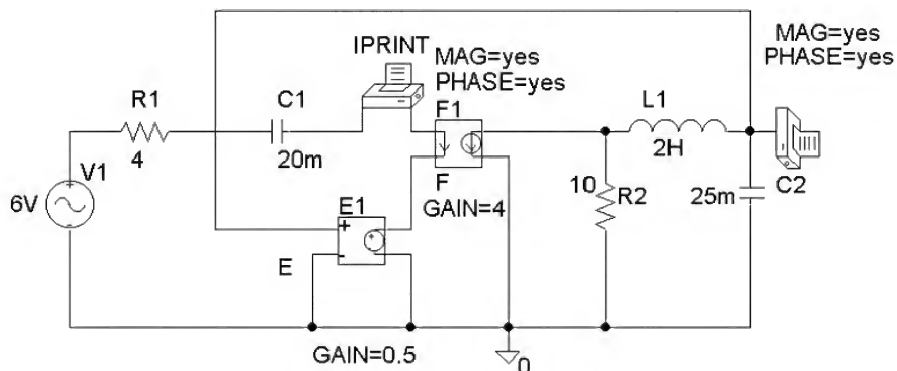 IPRINT
MAG=yes
PHASE=yes
MAG=yes
PHASE=yes
R1
4
C1
20m
F1
F
GAIN=4
L1
2H
V1
6V
+
-
E1
+
-
E
+
GAIN=0.5
10
R2
25m
C2
0